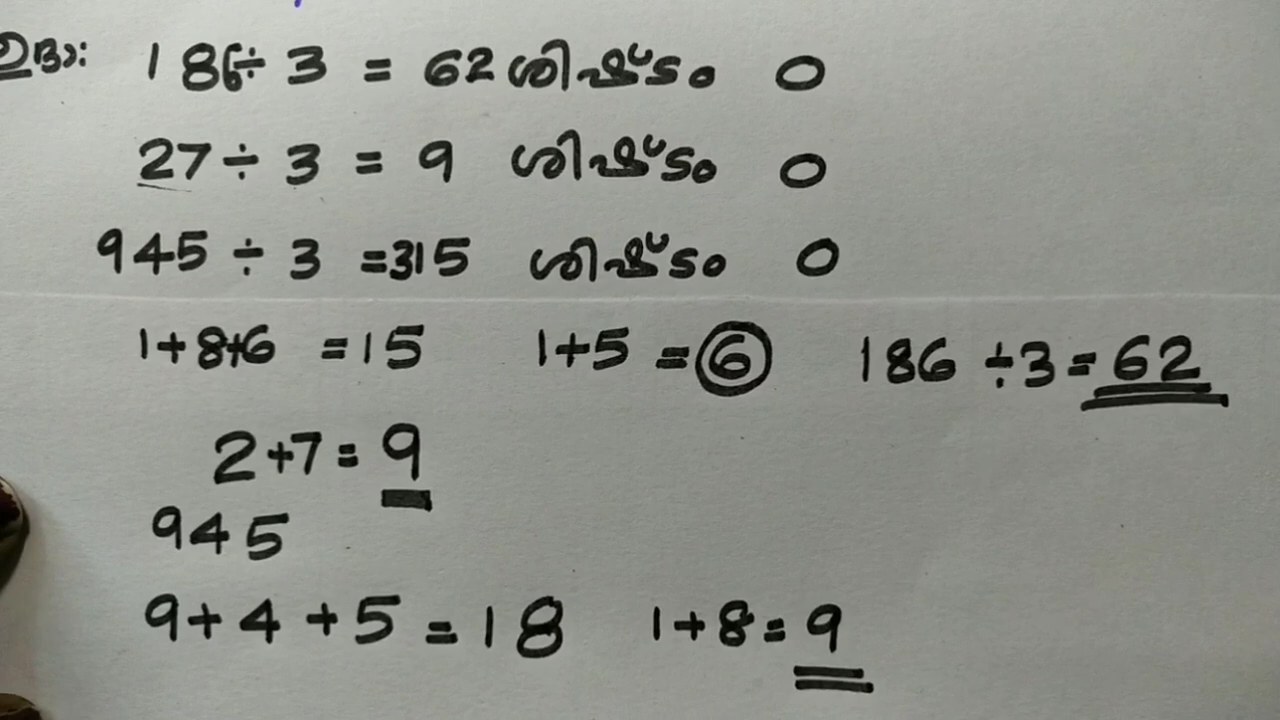 ഉദാ: 186÷ 3 = 62 ശിഷ്ടം 0
27 ÷ 3 = 9 ശിഷ്ടം 0
945 ÷ 3 =315 ശിഷ്ടം 0
1+8+6 =15 1+5 =6 186 ÷3=62
2+7= 9
945
9+4+5=18 1+8=9